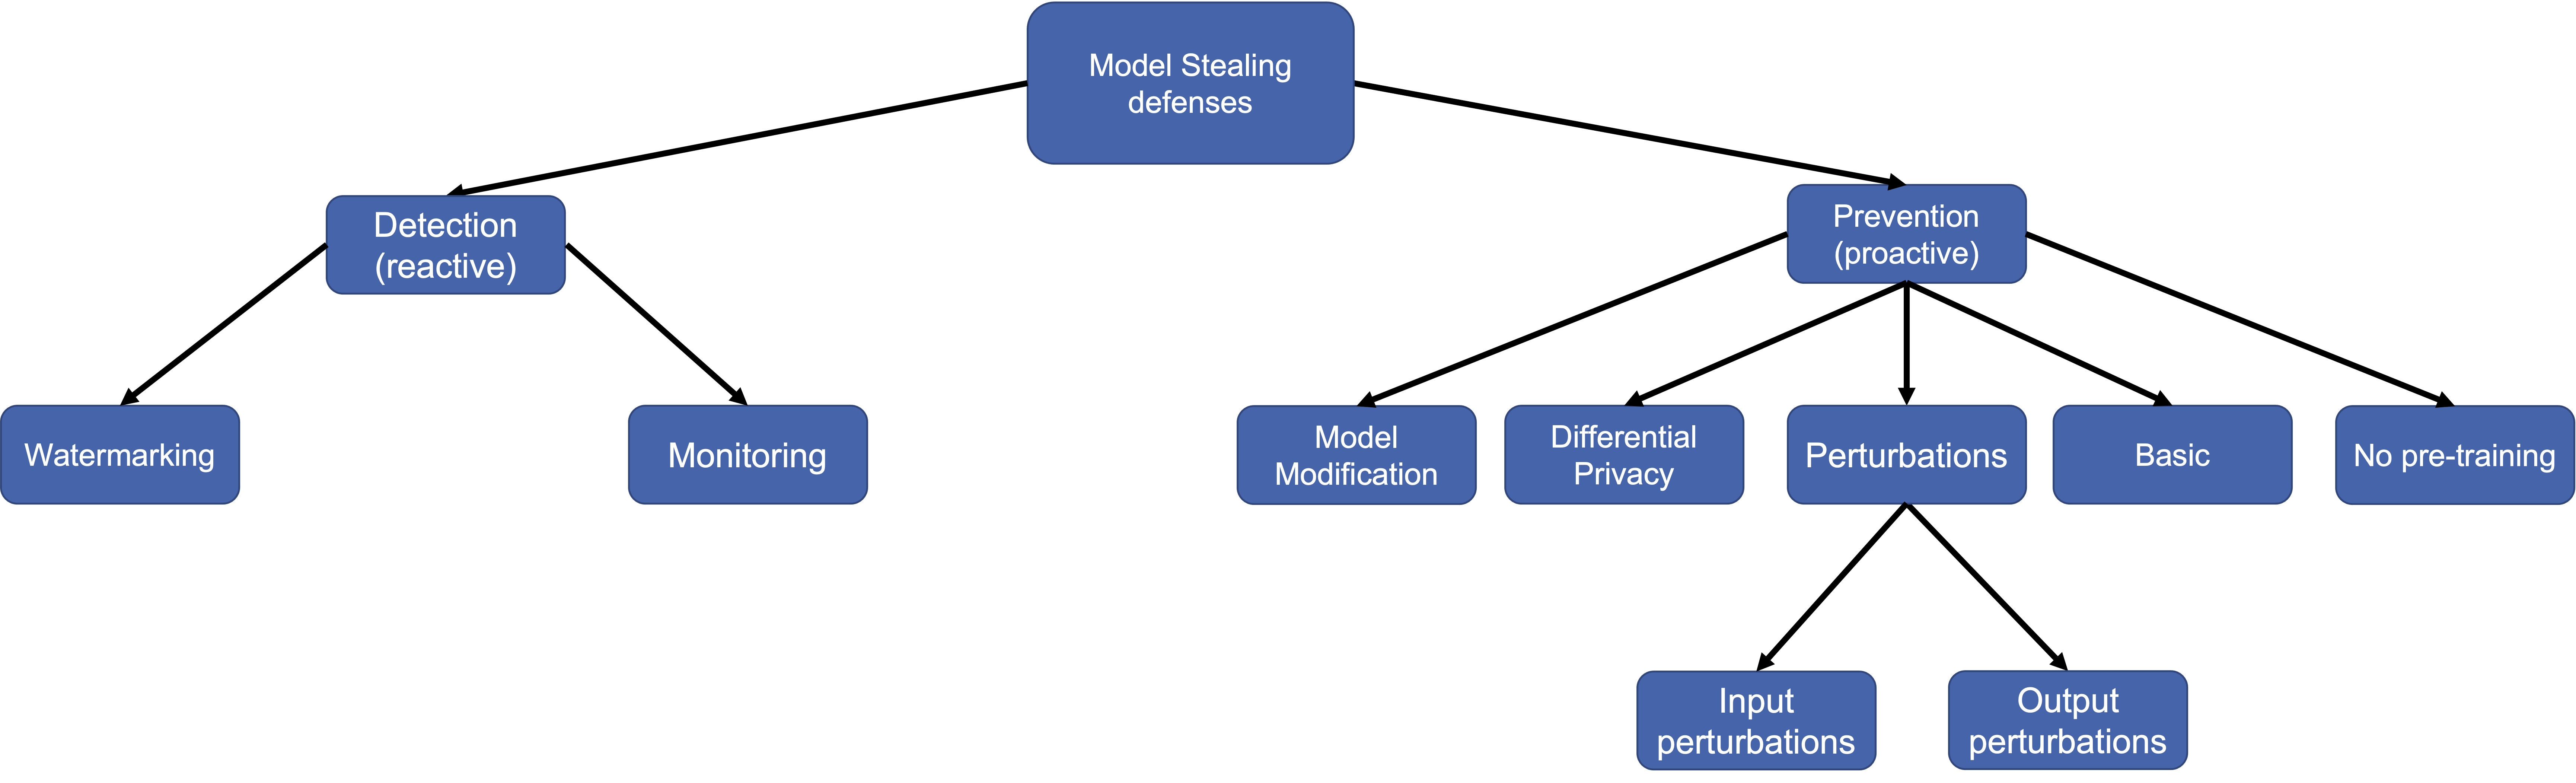 Model Stealing
defenses
Detection
(reactive)
Prevention
(proactive)
Watermarking
Monitoring
Model
Modification
Differential
Privacy
Perturbations
Basic
No pre-training
Input
perturbations
Output
perturbations